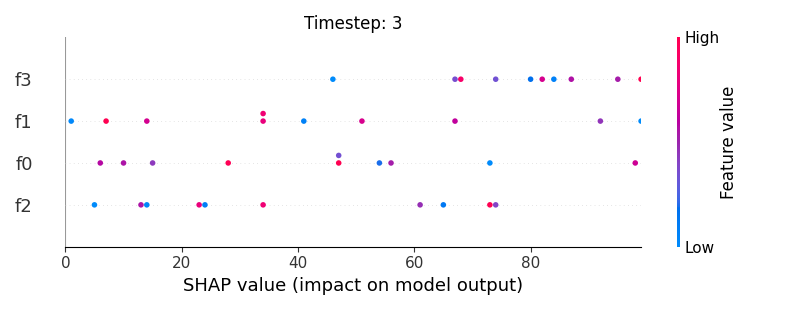 Timestep: 3
High
f3
f1
f0
f2
Feature value
Low
0 20 40 60 80
SHAP value (impact on model output)